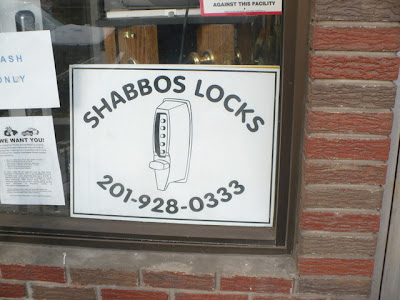 AGAINST THIS FACILITY
ASH
ONLY
SHABBOS LOCKS
WE WANT YOU!
201-928-0333